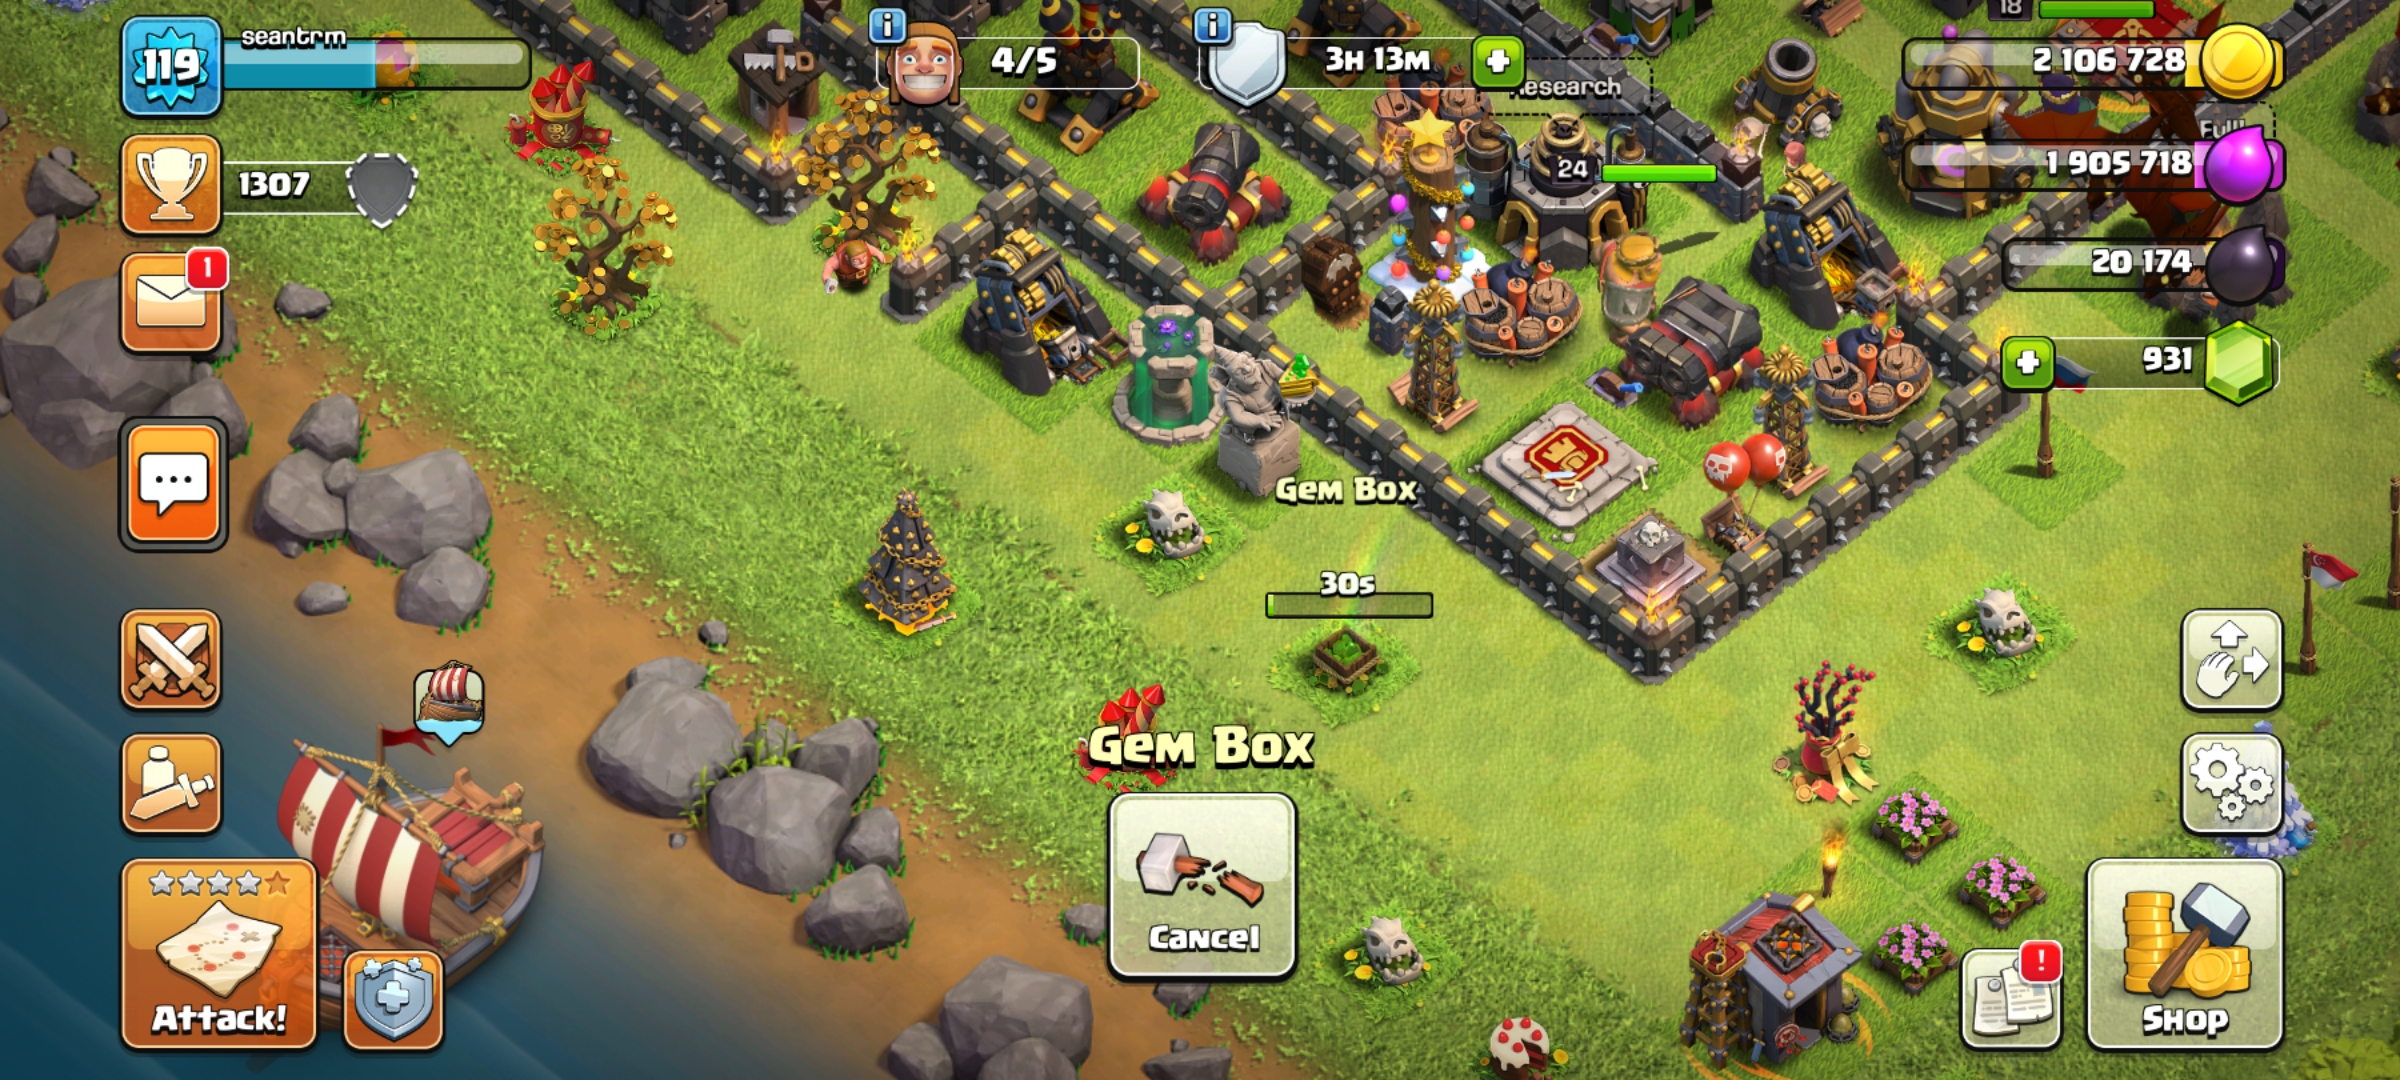 119
seantrm
4/5
3H 13M
18
2 106 728
Research
1307
24
Full!
1 905 718
1
20 174
931
Gem Box
30s
Gem Box
Cancel
Attack!
!
Shop